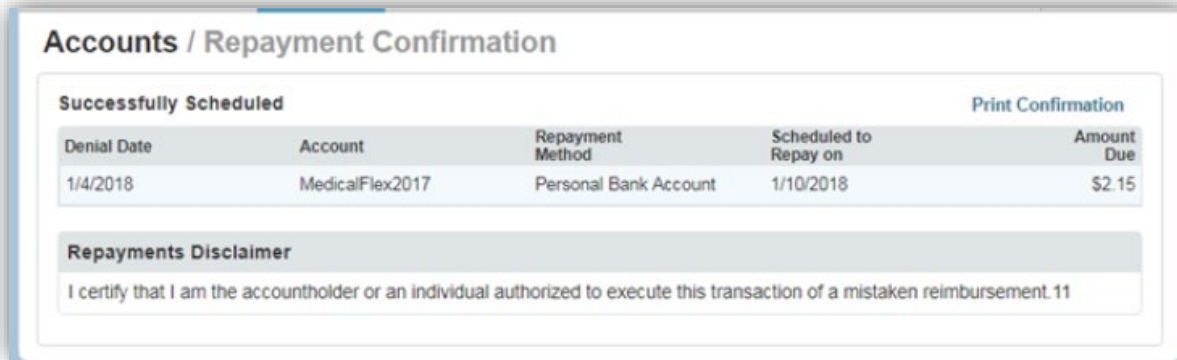 Accounts / Repayment Confirmation
Successfully Scheduled
Print Confirmation
Denial Date Account Repayment Method Scheduled to Repay on Amount Due
1/4/2018 MedicalFlex2017 Personal Bank Account 1/10/2018 $2.15
Repayments Disclaimer
I certify that I am the accountholder or an individual authorized to execute this transaction of a mistaken reimbursement.11